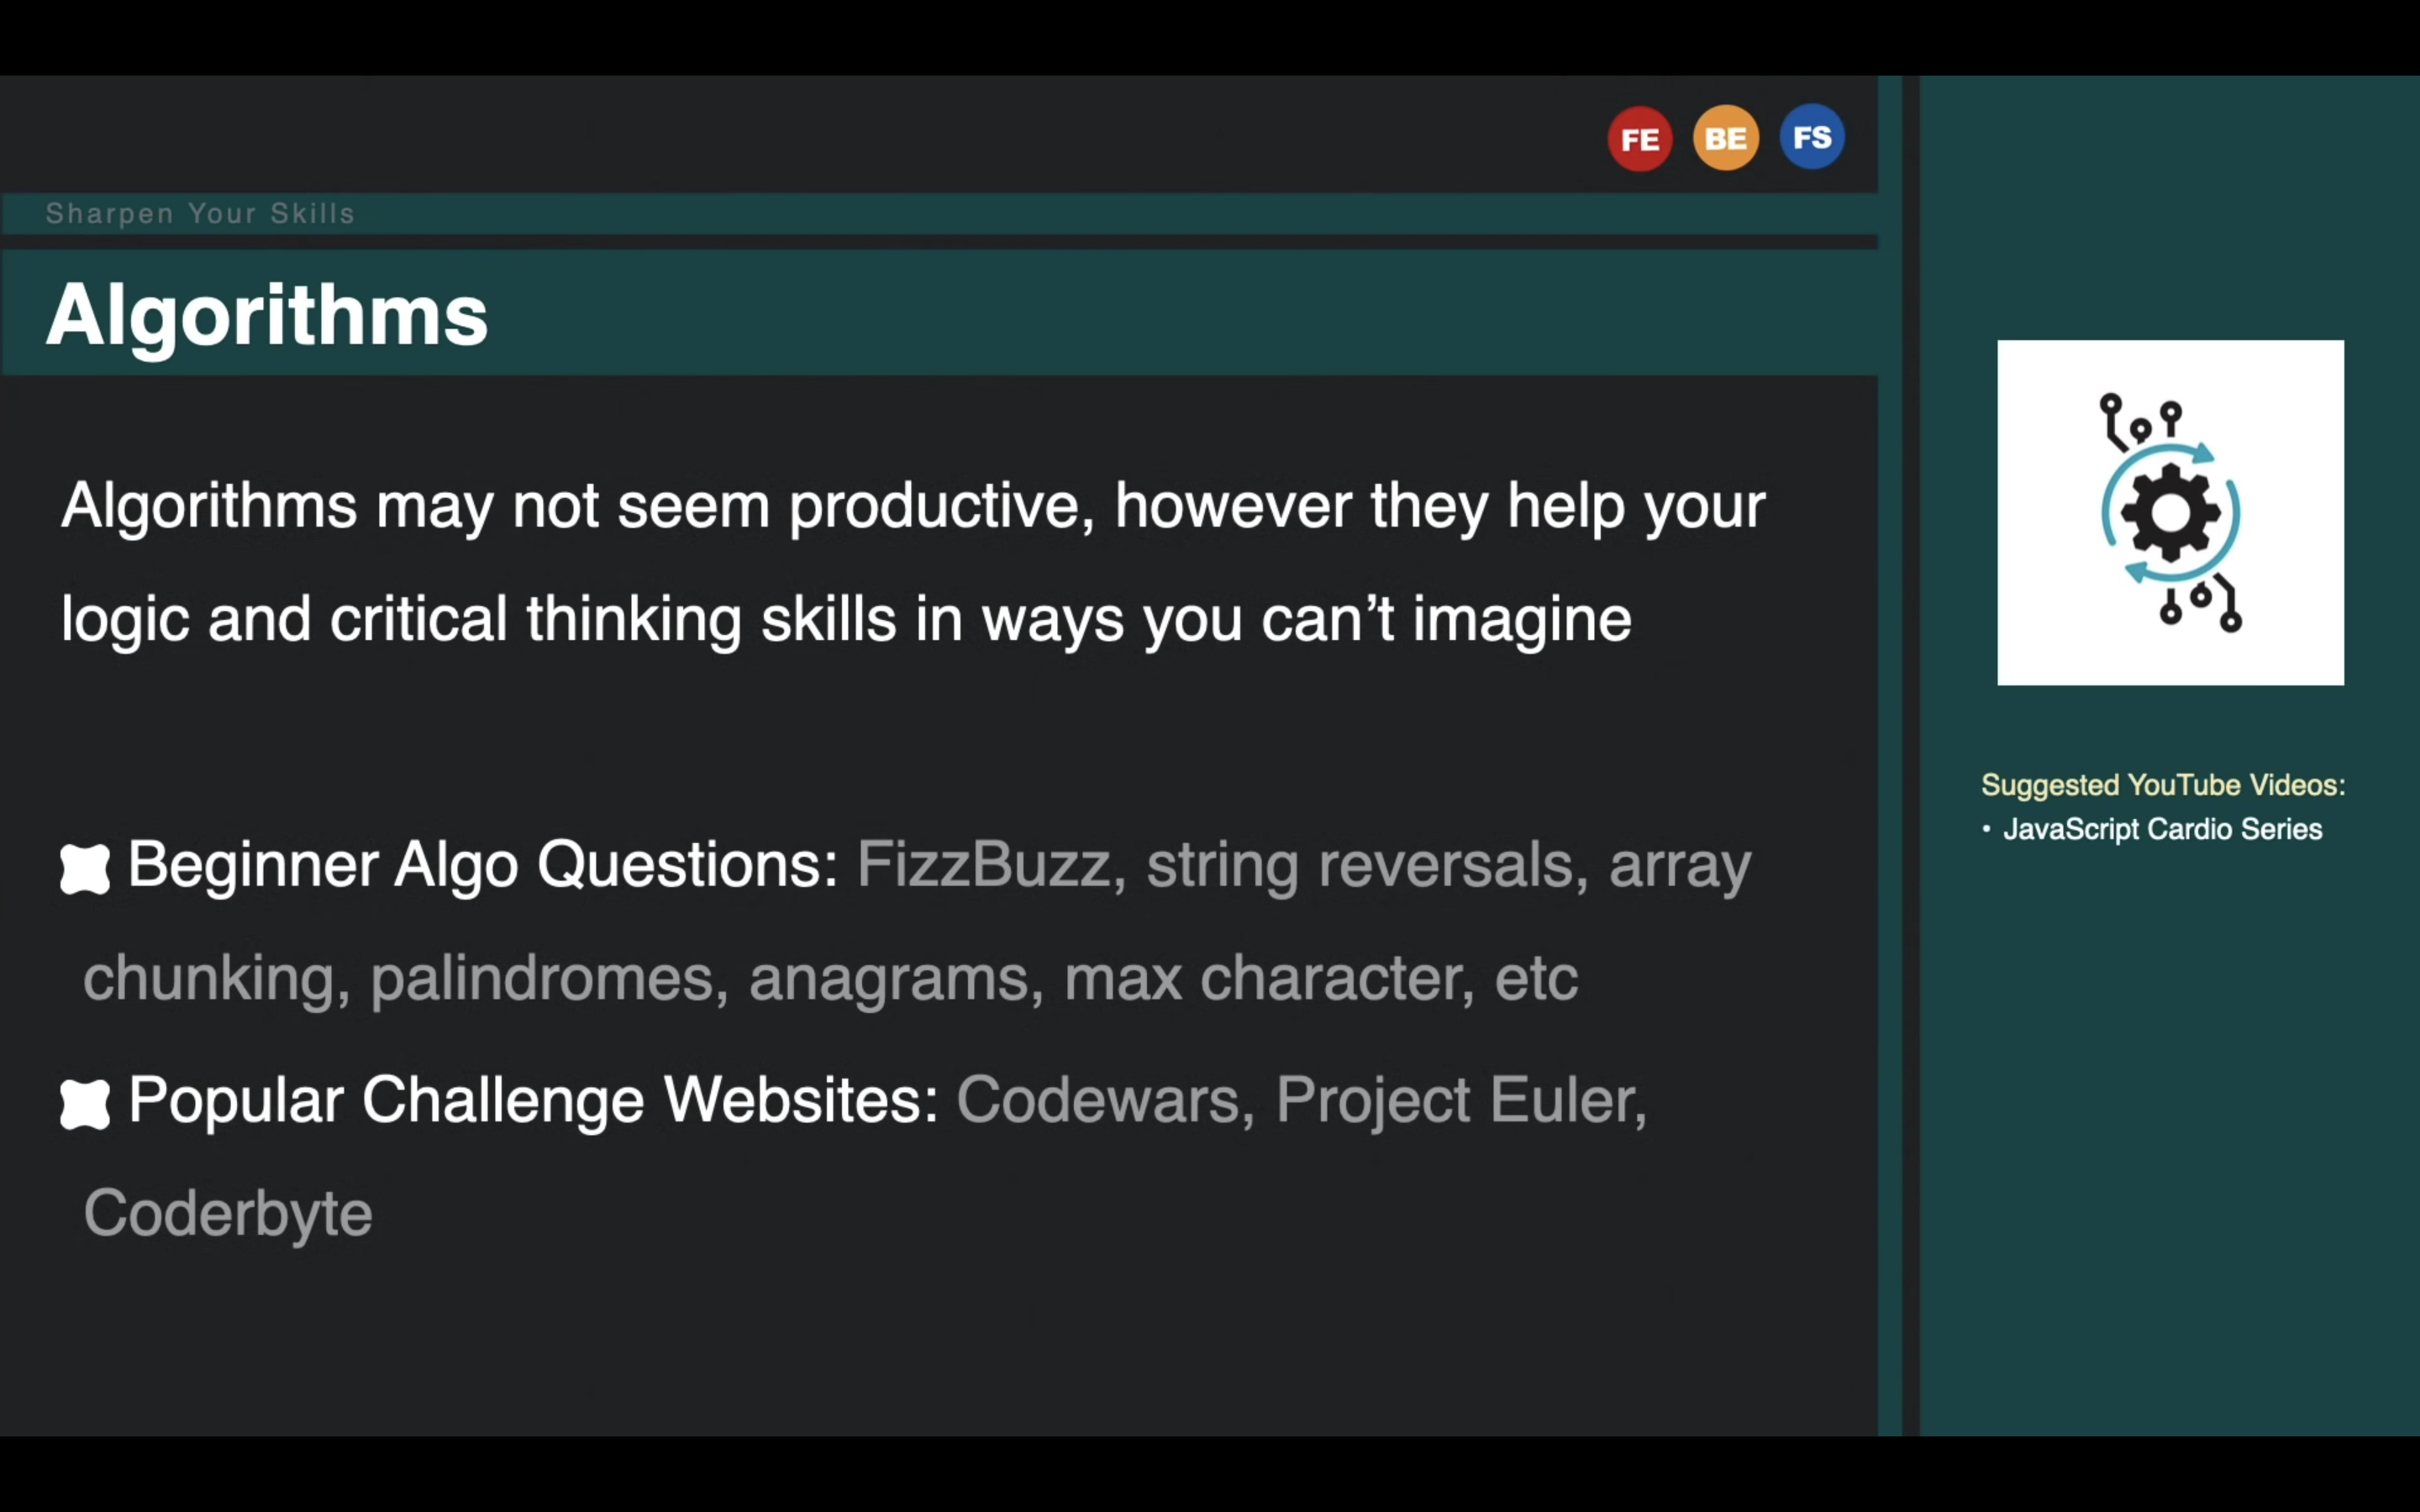 FE BE FS
Sharpen Your Skills
Algorithms
Algorithms may not seem productive, however they help your
logic and critical thinking skills in ways you can’t imagine
Beginner Algo Questions: FizzBuzz, string reversals, array
chunking, palindromes, anagrams, max character, etc
Popular Challenge Websites: Codewars, Project Euler,
Coderbyte
Suggested YouTube Videos:
• JavaScript Cardio Series